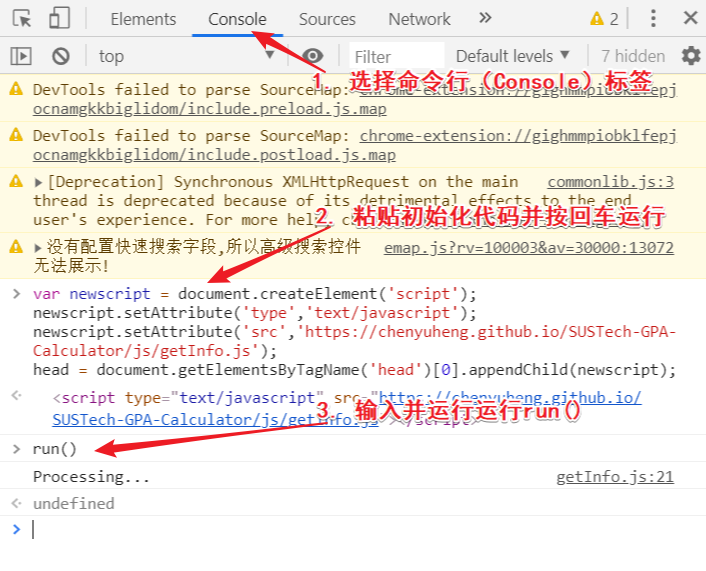 Elements Console Sources Network » 2
top Filter Default levels ▼ 7 hidden
1. 选择命令行（Console）标签
DevTools failed to parse SourceMap: chrome-extension://gighmmpiobklfepj
ocnamgkkbiglidom/include.preload.js.map
DevTools failed to parse SourceMap: chrome-extension://gighmmpiobklfepj
ocnamgkkbiglidom/include.postload.js.map
[Deprecation] Synchronous XMLHttpRequest on the main commonlib.js:3
thread is deprecated because of its detrimental effects to the end
user's experience. For more help,
2. 粘贴初始化代码并按回车运行
没有配置快速搜索字段,所以高级搜索控件 emap.js?rv=100003&av=30000:13072
无法展示!
> var newscript = document.createElement('script');
newscript.setAttribute('type','text/javascript');
newscript.setAttribute('src','https://chenyuheng.github.io/SUSTech-GPA-
Calculator/js/getInfo.js');
head = document.getElementsByTagName('head')[0].appendChild(newscript);
<script type="text/javascript" src="https://chenyuheng.github.io/
SUSTech-GPA-Calculator/js/getInfo.js"></script>
3. 输入并运行运行run()
> run()
Processing... getInfo.js:21
undefined
>